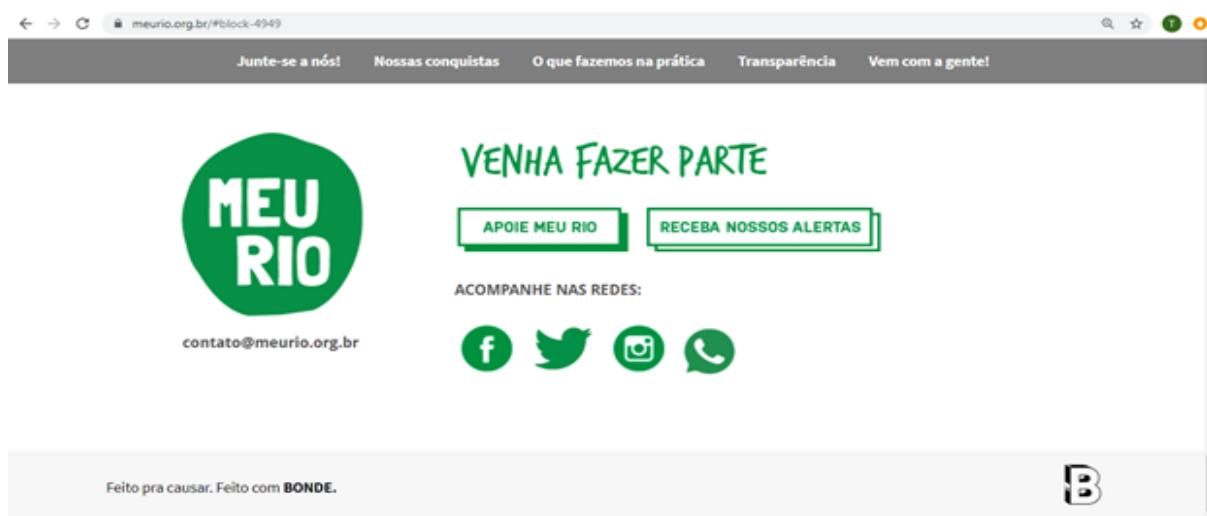 meurio.org.br/#block-4949
Junte-se a nós! Nossas conquistas O que fazemos na prática Transparência Vem com a gente!
MEU
RIO
contato@meurio.org.br
VENHA FAZER PARTE
APOIE MEU RIO RECEBA NOSSOS ALERTAS
ACOMPANHE NAS REDES:
Feito pra causar. Feito com BONDE.
B